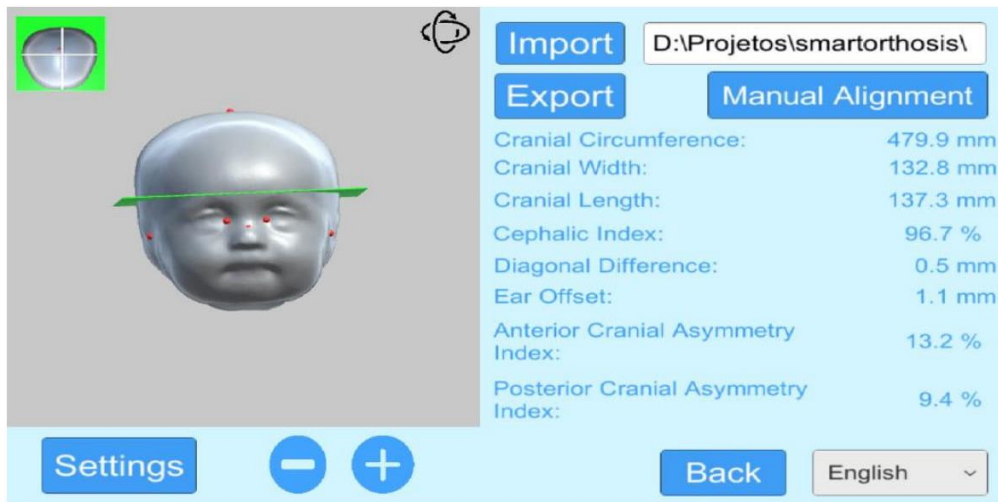 Import
D:\Projetos\smartorthosis\
Export
Manual Alignment
Cranial Circumference: 479.9 mm
Cranial Width: 132.8 mm
Cranial Length: 137.3 mm
Cephalic Index: 96.7 %
Diagonal Difference: 0.5 mm
Ear Offset: 1.1 mm
Anterior Cranial Asymmetry
Index: 13.2 %
Posterior Cranial Asymmetry
Index: 9.4 %
Settings
Back
English